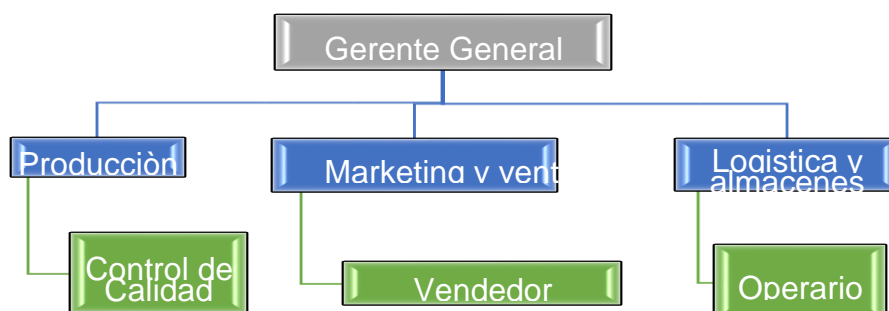 Gerente General
Producciòn
Marketing y vent
Logistica y
almacenes
Control de
Calidad
Vendedor
Operario